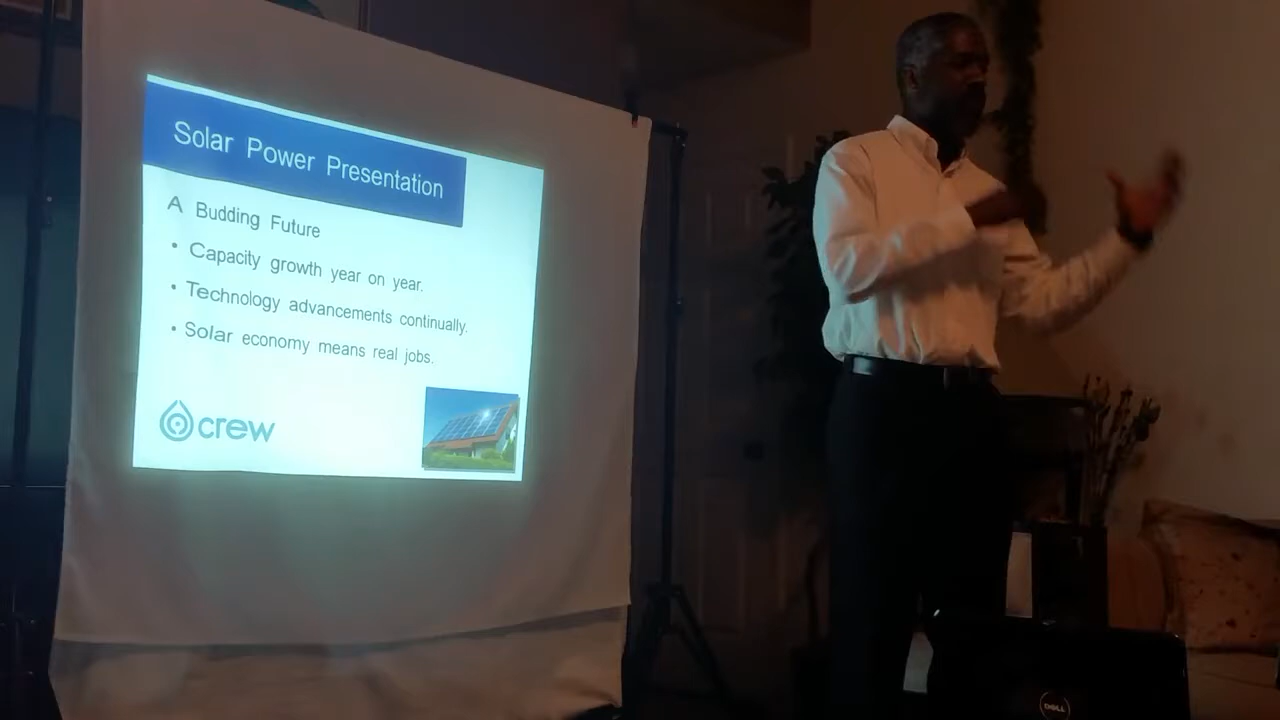 Solar Power Presentation
A Budding Future
• Capacity growth year on year.
• Technology advancements continually.
• Solar economy means real jobs.
crew
DELL